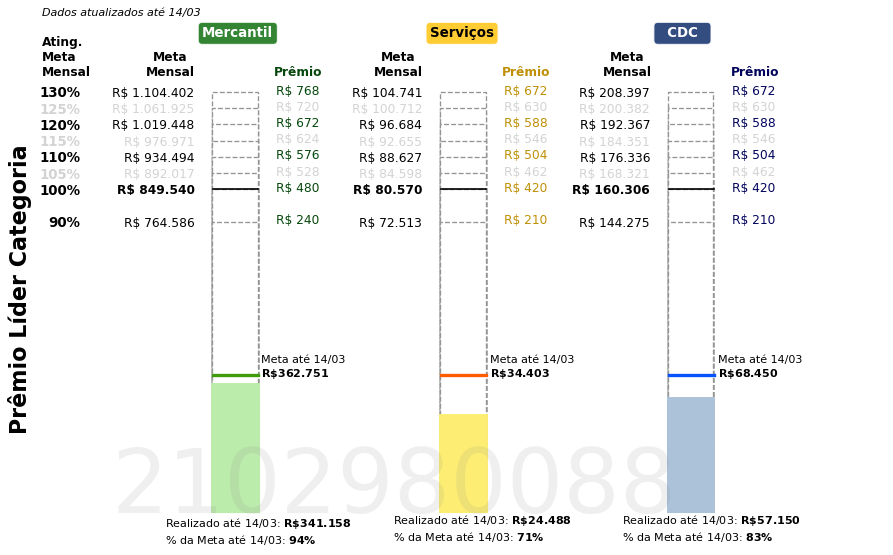 Dados atualizados até 14/03
Mercantil Serviços CDC
Ating.
Meta Meta Meta Meta
Mensal Mensal Prêmio Mensal Prêmio Mensal Prêmio
130% R$ 1.104.402 R$ 768 R$ 104.741 R$ 672 R$ 208.397 R$ 672
125% R$ 1.061.925 R$ 720 R$ 100.712 R$ 630 R$ 200.382 R$ 630
120% R$ 1.019.448 R$ 672 R$ 96.684 R$ 588 R$ 192.367 R$ 588
115% R$ 976.971 R$ 624 R$ 92.655 R$ 546 R$ 184.351 R$ 546
110% R$ 934.494 R$ 576 R$ 88.627 R$ 504 R$ 176.336 R$ 504
105% R$ 892.017 R$ 528 R$ 84.598 R$ 462 R$ 168.321 R$ 462
100% R$ 849.540 R$ 480 R$ 80.570 R$ 420 R$ 160.306 R$ 420
90% R$ 764.586 R$ 240 R$ 72.513 R$ 210 R$ 144.275 R$ 210
Prêmio Líder Categoria
Meta até 14/03 Meta até 14/03 Meta até 14/03
R$362.751 R$34.403 R$68.450
2102980088
Realizado até 14/03: R$341.158 Realizado até 14/03: R$24.488 Realizado até 14/03: R$57.150
% da Meta até 14/03: 94% % da Meta até 14/03: 71% % da Meta até 14/03: 83%